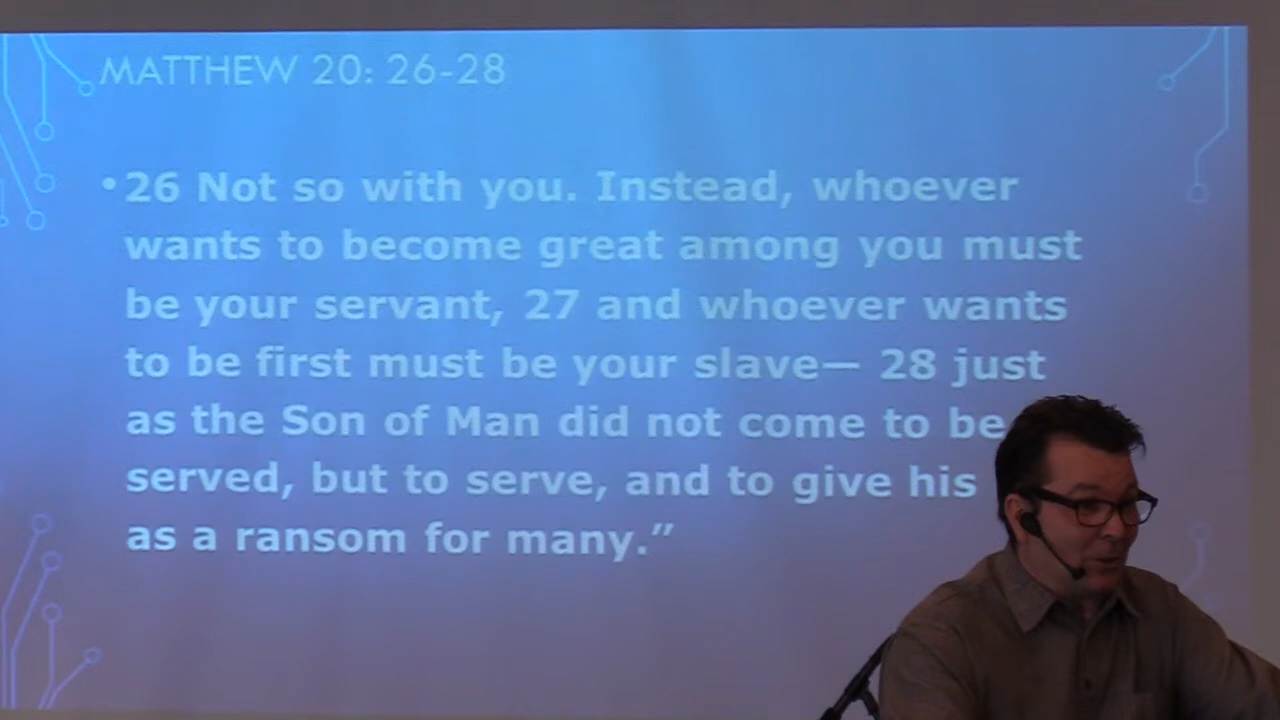 MATTHEW 20: 26-28
• 26 Not so with you. Instead, whoever
wants to become great among you must
be your servant, 27 and whoever wants
to be first must be your slave— 28 just
as the Son of Man did not come to be
served, but to serve, and to give his
as a ransom for many.”